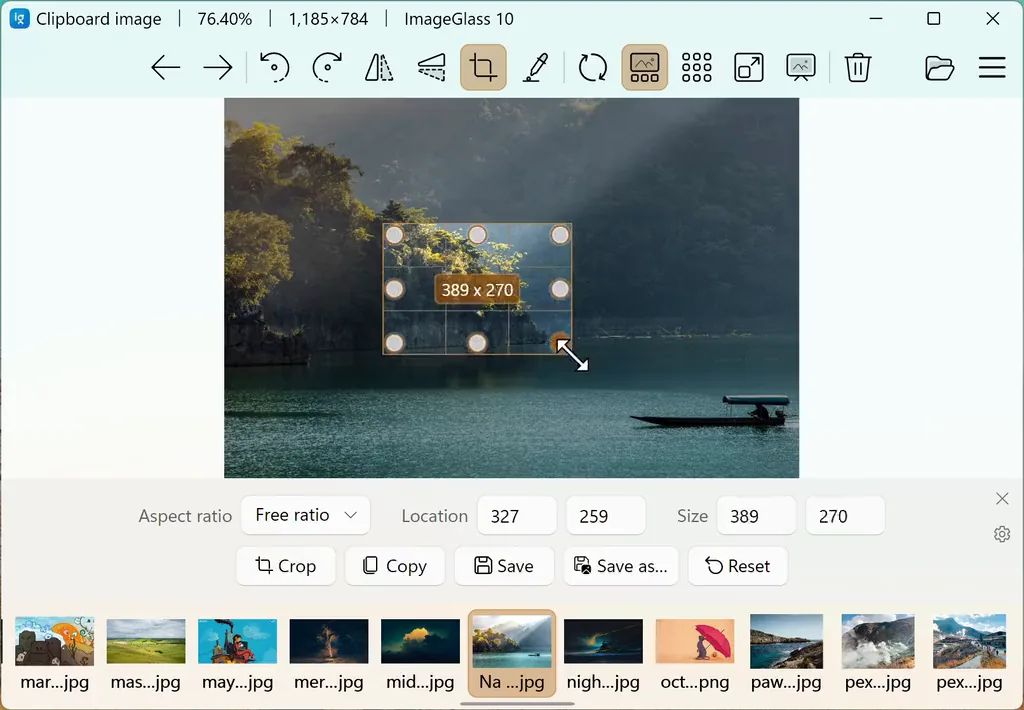 ig Clipboard image | 76.40% | 1,185×784 | ImageGlass 10
389 x 270
Aspect ratio Free ratio Location 327 259 Size 389 270
Crop Copy Save Save as... Reset
mar...jpg mas...jpg may...jpg mer...jpg mid...jpg Na ...jpg nigh...jpg oct...png paw...jpg pex...jpg pex...jpg